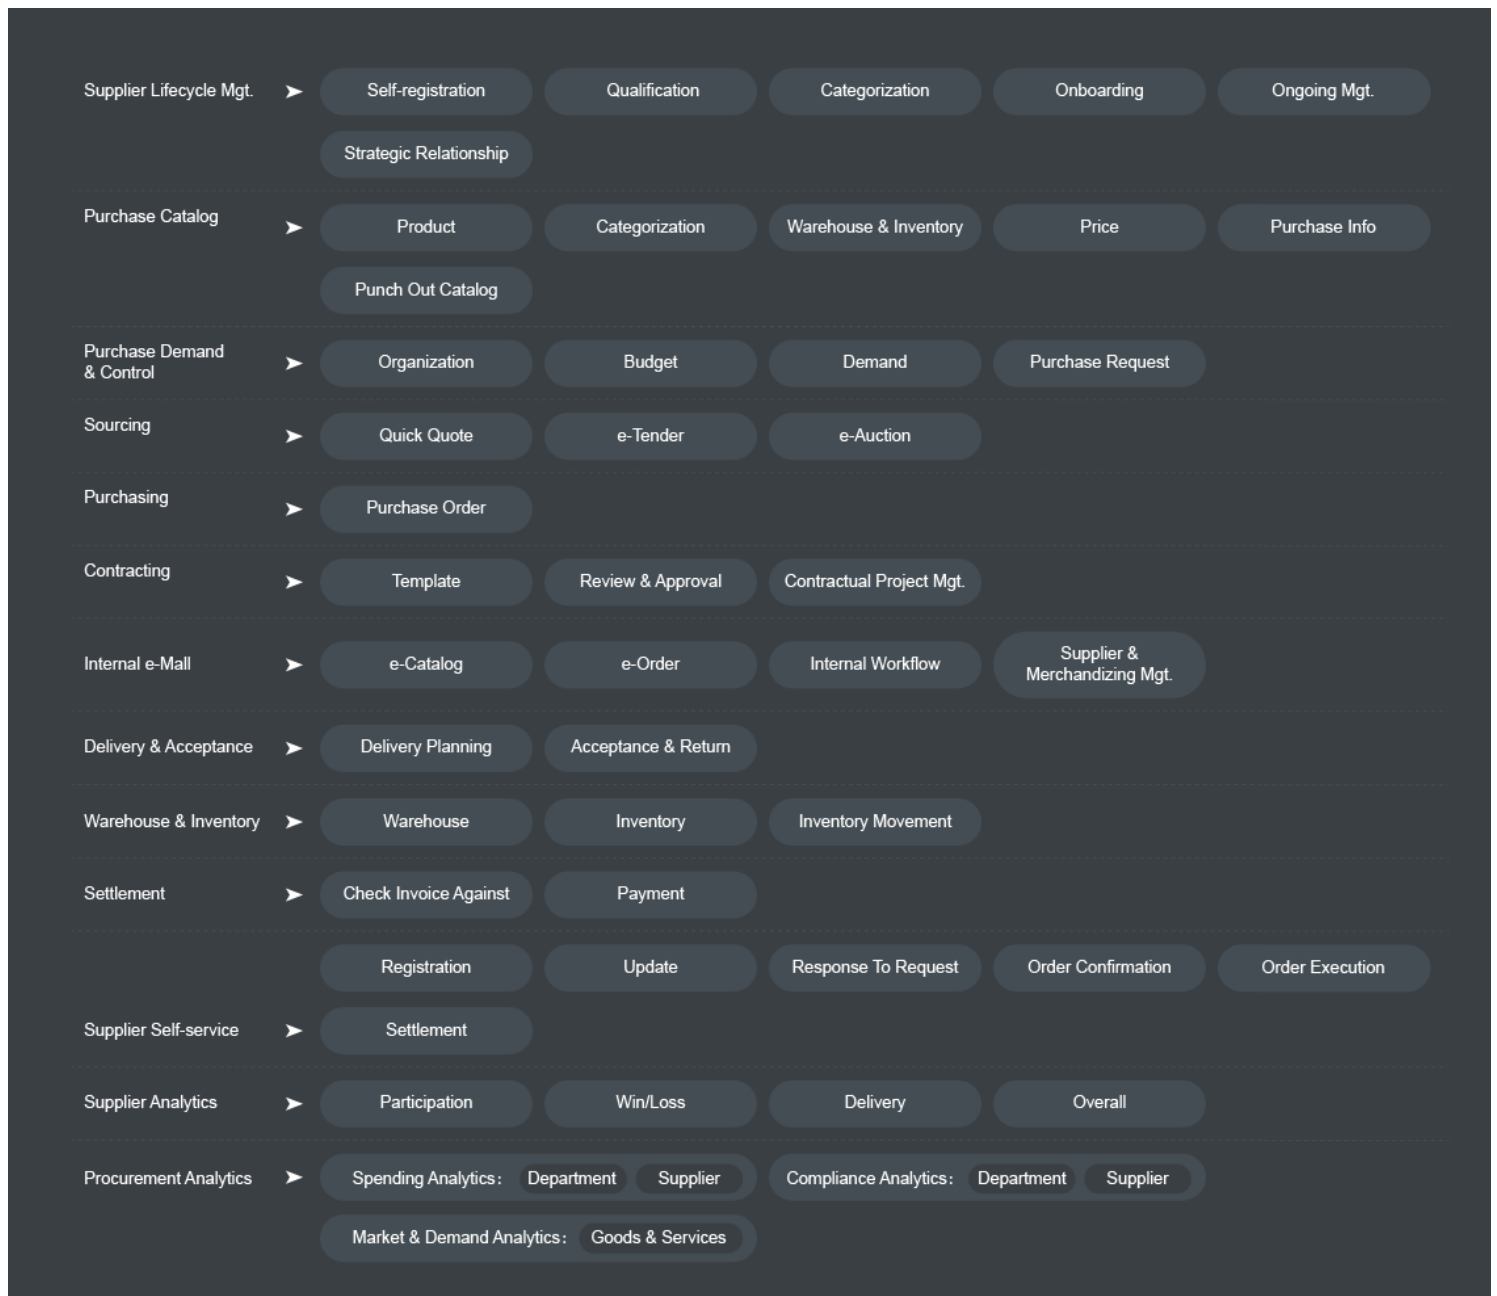 Supplier Lifecycle Mgt. Self-registration Qualification Categorization Onboarding Ongoing Mgt.
Strategic Relationship
Purchase Catalog Product Categorization Warehouse & Inventory Price Purchase Info
Punch Out Catalog
Purchase Demand
& Control
Organization Budget Demand Purchase Request
Sourcing Quick Quote e-Tender e-Auction
Purchasing Purchase Order
Contracting Template Review & Approval Contractual Project Mgt.
Internal e-Mall e-Catalog e-Order Internal Workflow
Supplier &
Merchandizing Mgt.
Delivery & Acceptance Delivery Planning Acceptance & Return
Warehouse & Inventory Warehouse Inventory Inventory Movement
Settlement Check Invoice Against Payment
Registration Update Response To Request Order Confirmation Order Execution
Supplier Self-service Settlement
Supplier Analytics Participation Win/Loss Delivery Overall
Procurement Analytics Spending Analytics: Department Supplier Compliance Analytics: Department Supplier
Market & Demand Analytics: Goods & Services